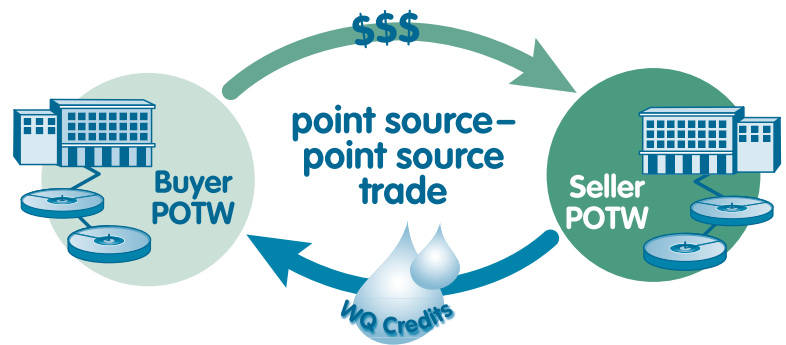 $$$
point source–
point source
trade
Buyer
POTW
Seller
POTW
WQ Credits